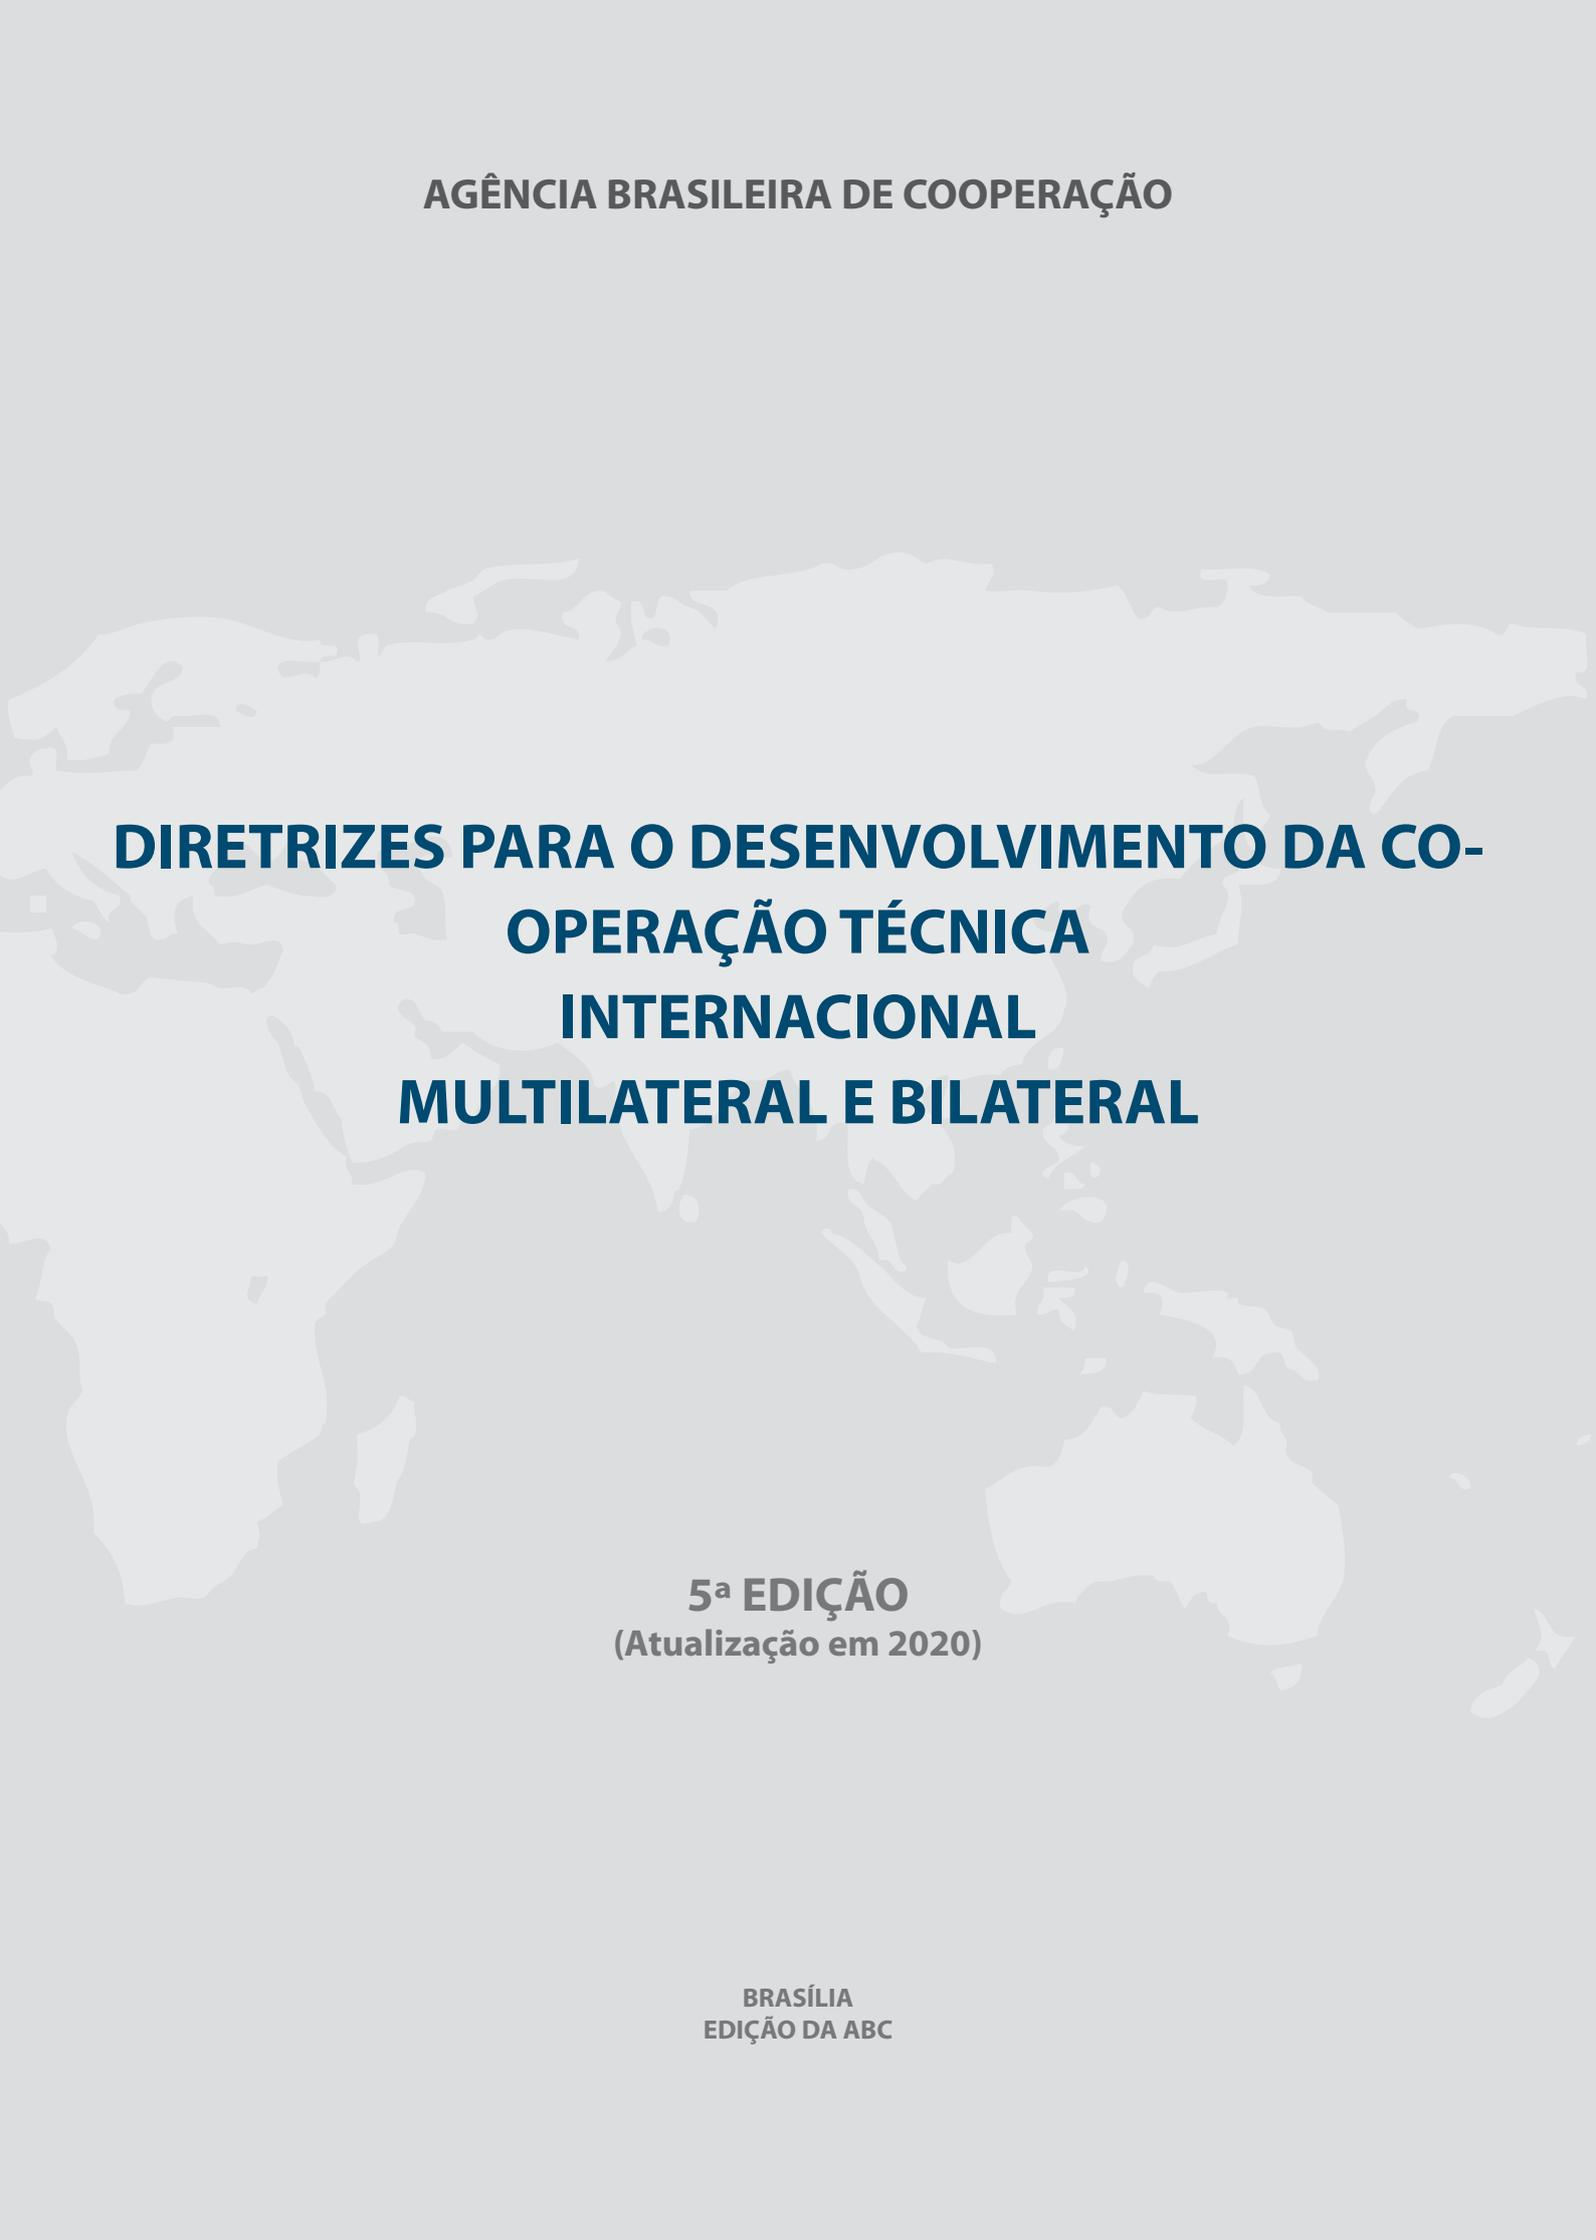 AGÊNCIA BRASILEIRA DE COOPERAÇÃO
DIRETRIZES PARA O DESENVOLVIMENTO DA CO-
OPERAÇÃO TÉCNICA
INTERNACIONAL
MULTILATERAL E BILATERAL
5ª EDIÇÃO
(Atualização em 2020)
BRASÍLIA
EDIÇÃO DA ABC